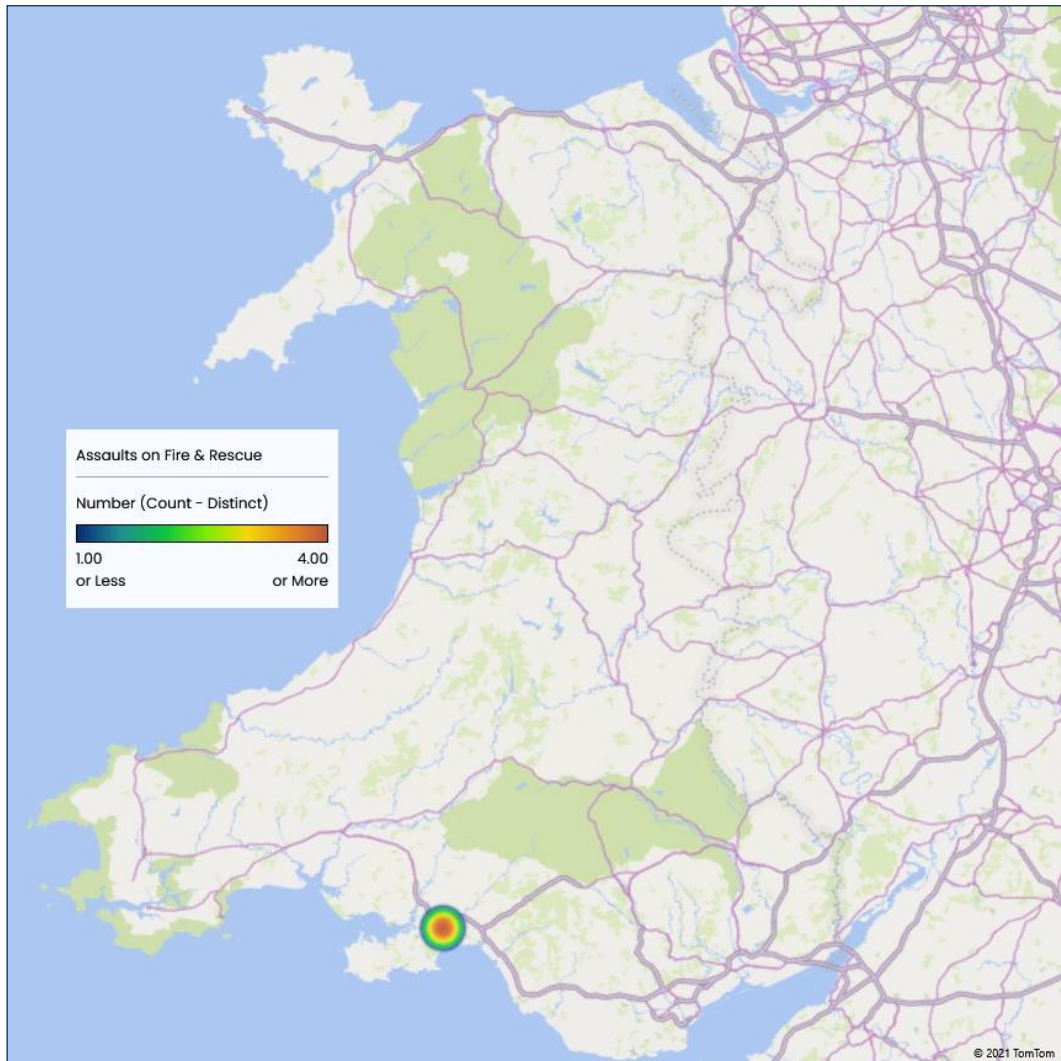 Assaults on Fire & Rescue
Number (Count - Distinct)
1.00
or Less
4.00
or More
© 2021 TomTom